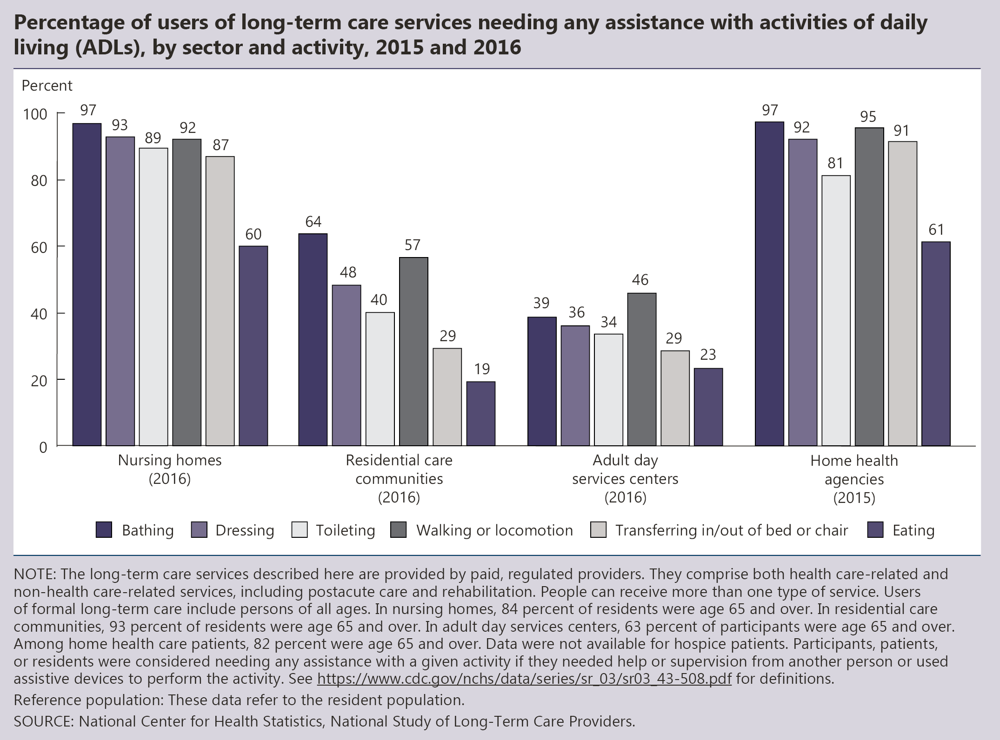 Percentage of users of long-term care services needing any assistance with activities of daily
living (ADLs), by sector and activity, 2015 and 2016
Percent
100
80
60
40
20
0
97
93
89
92
87
60
64
48
40
57
29
19
39
36
34
46
29
23
97
92
81
95
91
61
Nursing homes
(2016)
Residential care
communities
(2016)
Adult day
services centers
(2016)
Home health
agencies
(2015)
Bathing
Dressing
Toileting
Walking or locomotion
Transferring in/out of bed or chair
Eating
NOTE: The long-term care services described here are provided by paid, regulated providers. They comprise both health care-related and
non-health care-related services, including postacute care and rehabilitation. People can receive more than one type of service. Users
of formal long-term care include persons of all ages. In nursing homes, 84 percent of residents were age 65 and over. In residential care
communities, 93 percent of residents were age 65 and over. In adult day services centers, 63 percent of participants were age 65 and over.
Among home health care patients, 82 percent were age 65 and over. Data were not available for hospice patients. Participants, patients,
or residents were considered needing any assistance with a given activity if they needed help or supervision from another person or used
assistive devices to perform the activity. See https://www.cdc.gov/nchs/data/series/sr_03/sr03_43-508.pdf for definitions.
Reference population: These data refer to the resident population.
SOURCE: National Center for Health Statistics, National Study of Long-Term Care Providers.